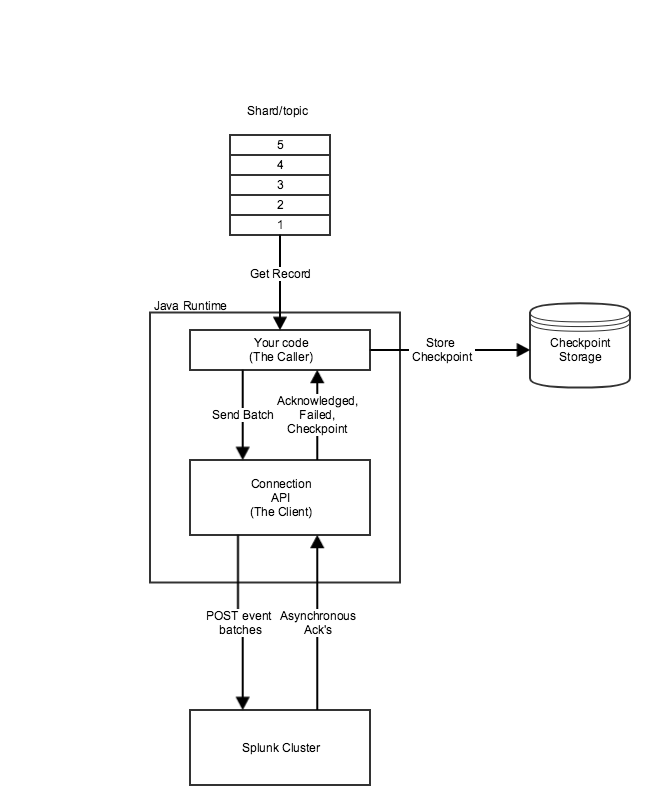 Shard/topic
5
4
3
2
1
Get Record
Java Runtime
Your code
(The Caller)
Store
Checkpoint
Checkpoint
Storage
Send Batch
Acknowledged,
Failed,
Checkpoint
Connection
API
(The Client)
POST event
batches
Asynchronous
Ack's
Splunk Cluster